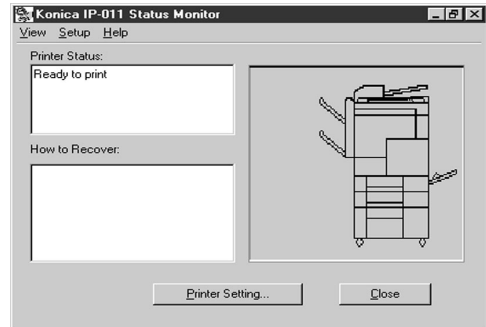 Konica IP-011 Status Monitor
View Setup Help
Printer Status:
Ready to print
How to Recover:
Printer Setting...
Close